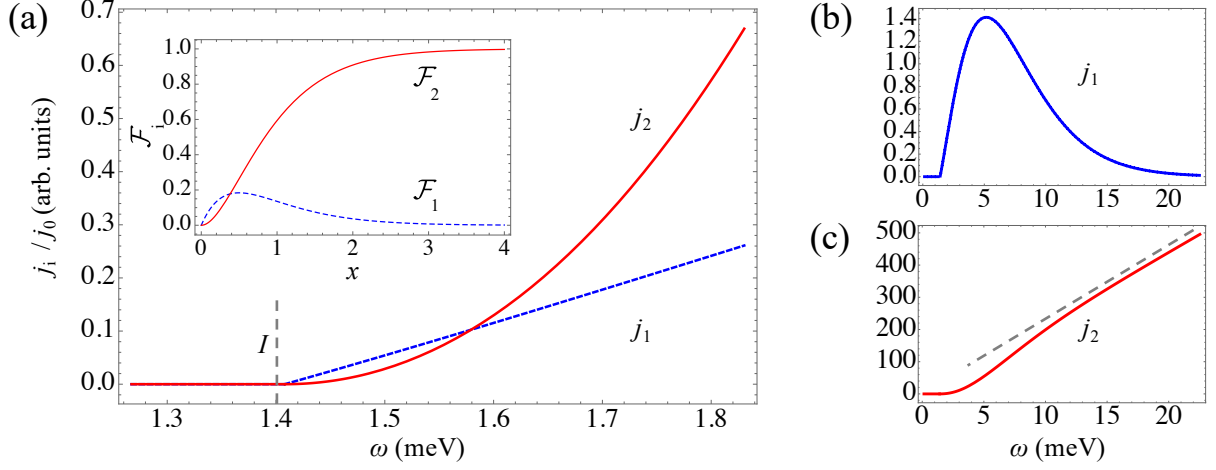 (a)
0.7
0.6
0.5
0.4
0.3
0.2
0.1
0.0
j_i / j_0 (arb. units)
1.3 1.4 1.5 1.6 1.7 1.8
ω (meV)
I
j_2
j_1
1.0
0.8
0.6
0.4
0.2
0.0
ℱ_i
0 1 2 3 4
x
ℱ_2
ℱ_1
(b)
1.4
1.2
1.0
0.8
0.6
0.4
0.2
0.0
0 5 10 15 20
j_1
(c)
500
400
300
200
100
0
0 5 10 15 20
j_2
ω (meV)